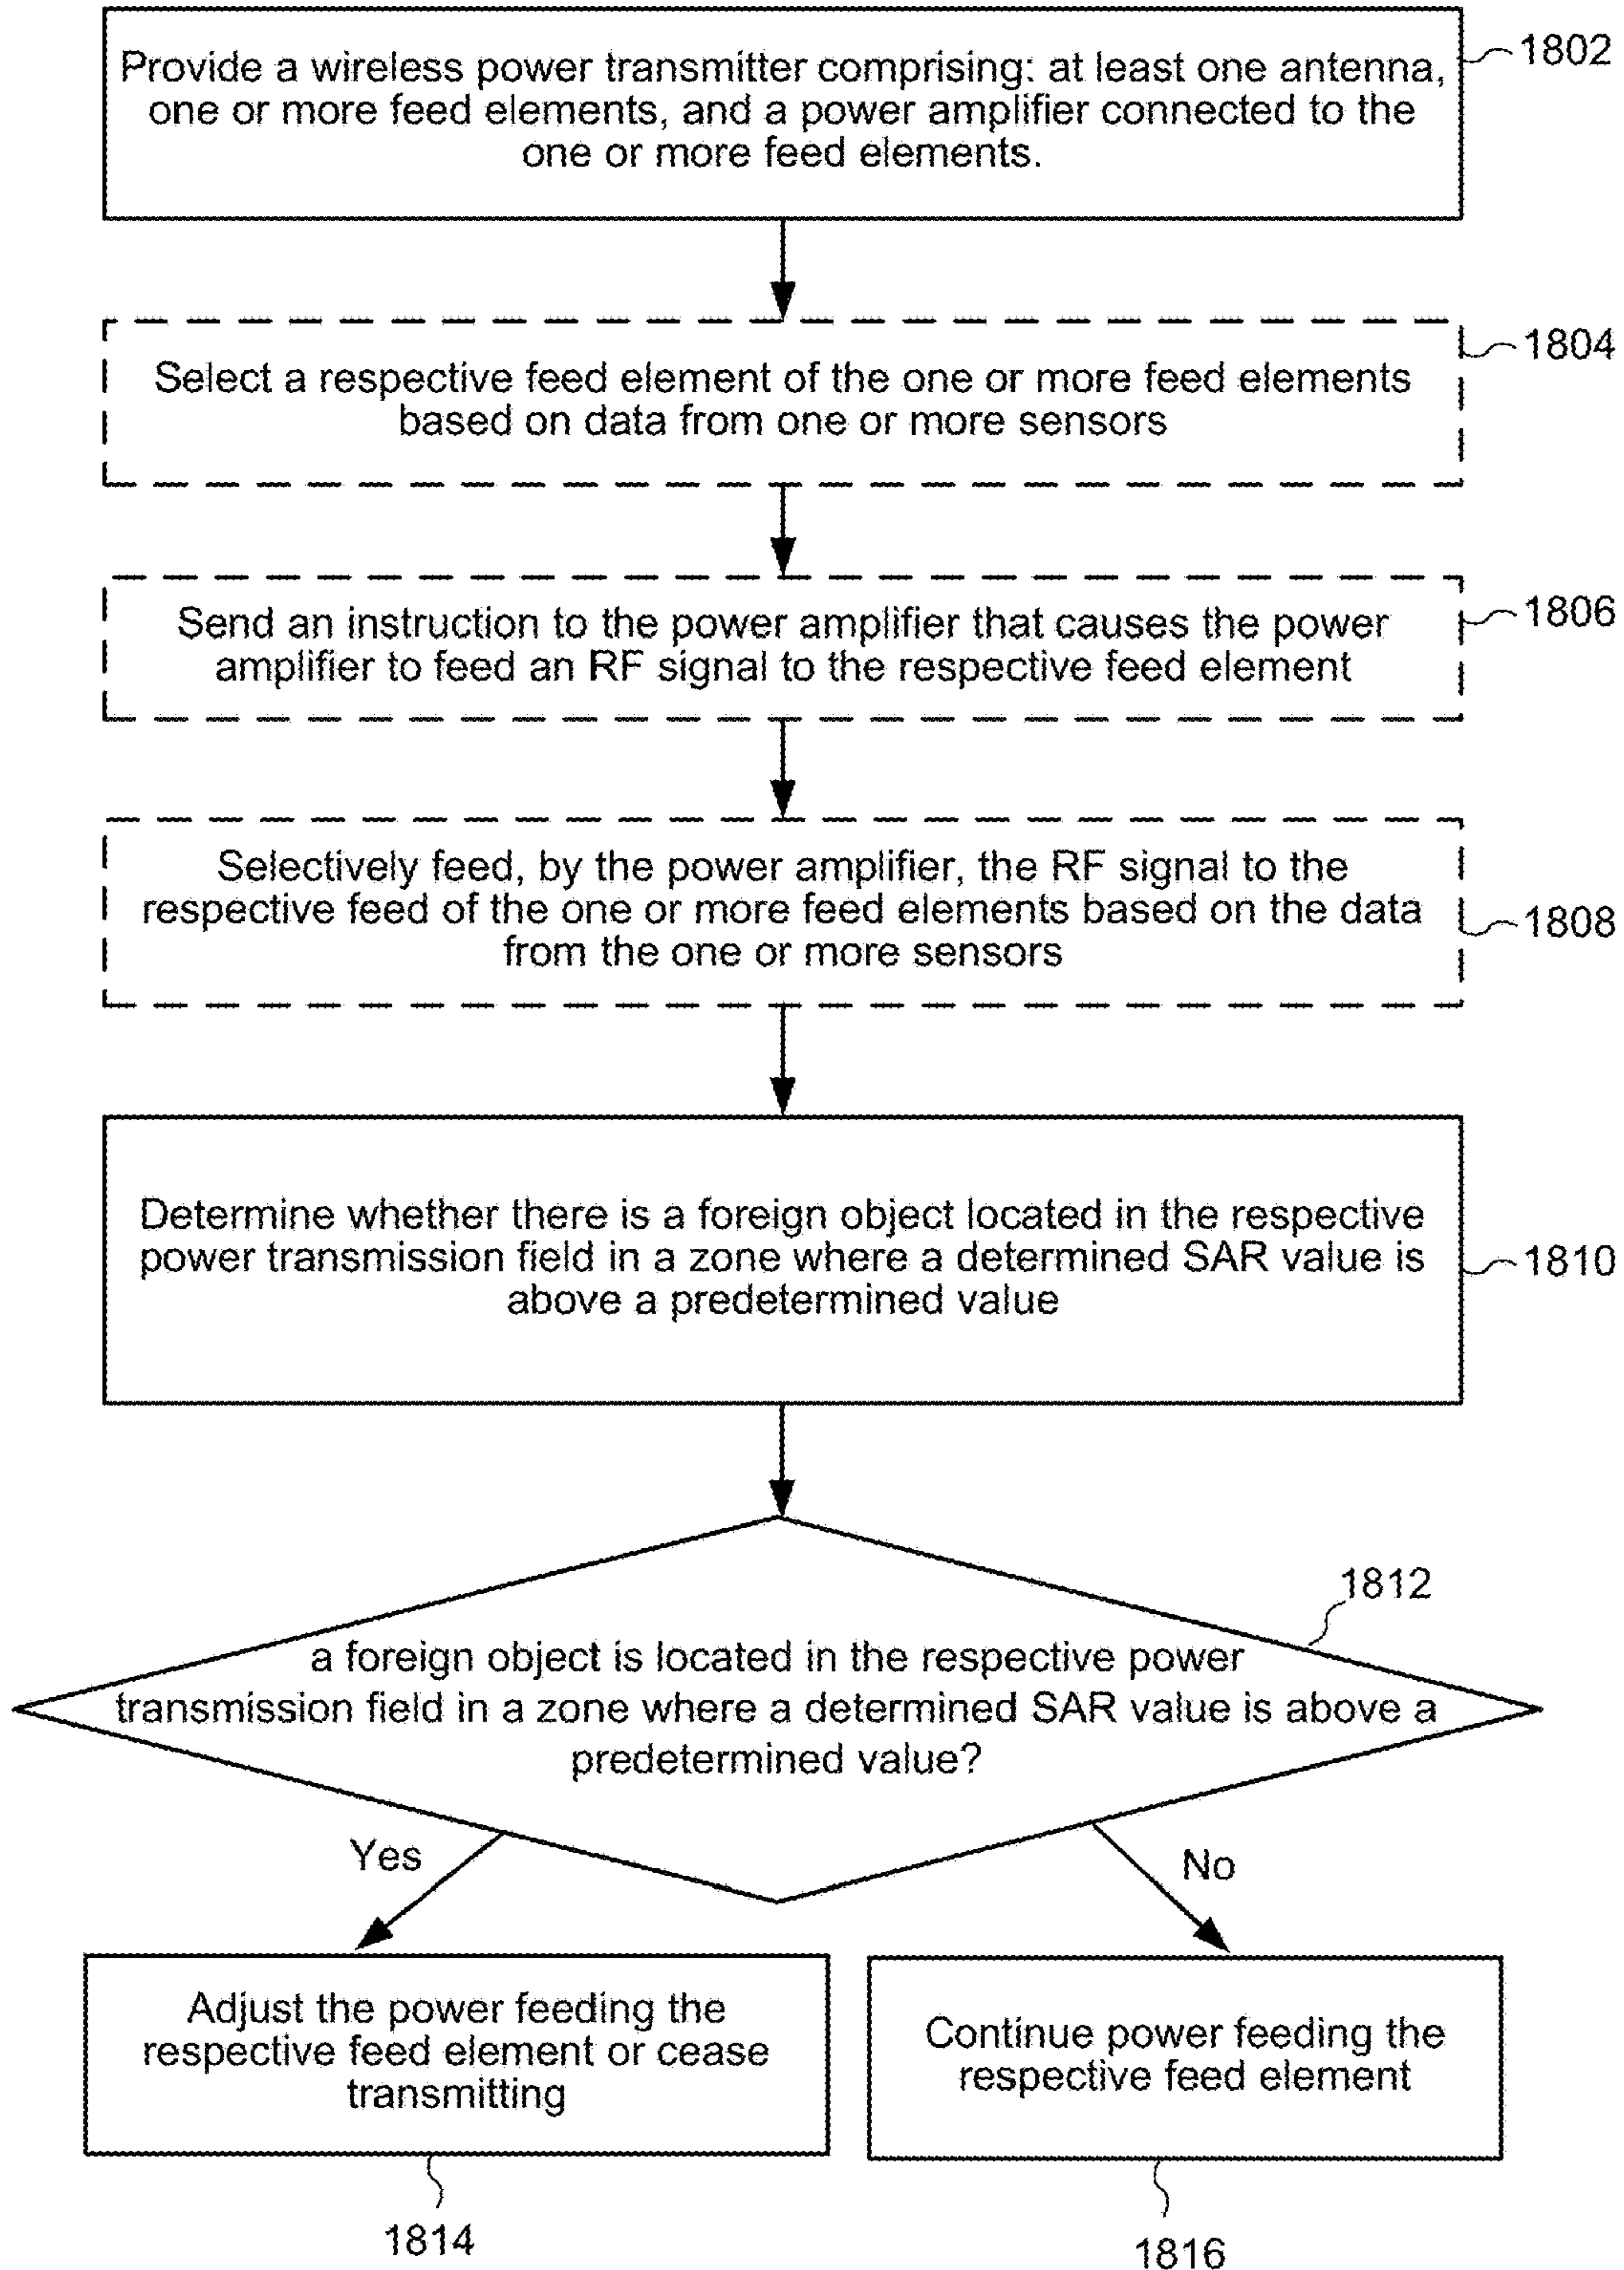 Provide a wireless power transmitter comprising: at least one antenna,
one or more feed elements, and a power amplifier connected to the
one or more feed elements.
1802
Select a respective feed element of the one or more feed elements
based on data from one or more sensors
1804
Send an instruction to the power amplifier that causes the power
amplifier to feed an RF signal to the respective feed element
1806
Selectively feed, by the power amplifier, the RF signal to the
respective feed of the one or more feed elements based on the data
from the one or more sensors
1808
Determine whether there is a foreign object located in the respective
power transmission field in a zone where a determined SAR value is
above a predetermined value
1810
1812
a foreign object is located in the respective power
transmission field in a zone where a determined SAR value is above a
predetermined value?
Yes
No
Adjust the power feeding the
respective feed element or cease
transmitting
1814
Continue power feeding the
respective feed element
1816